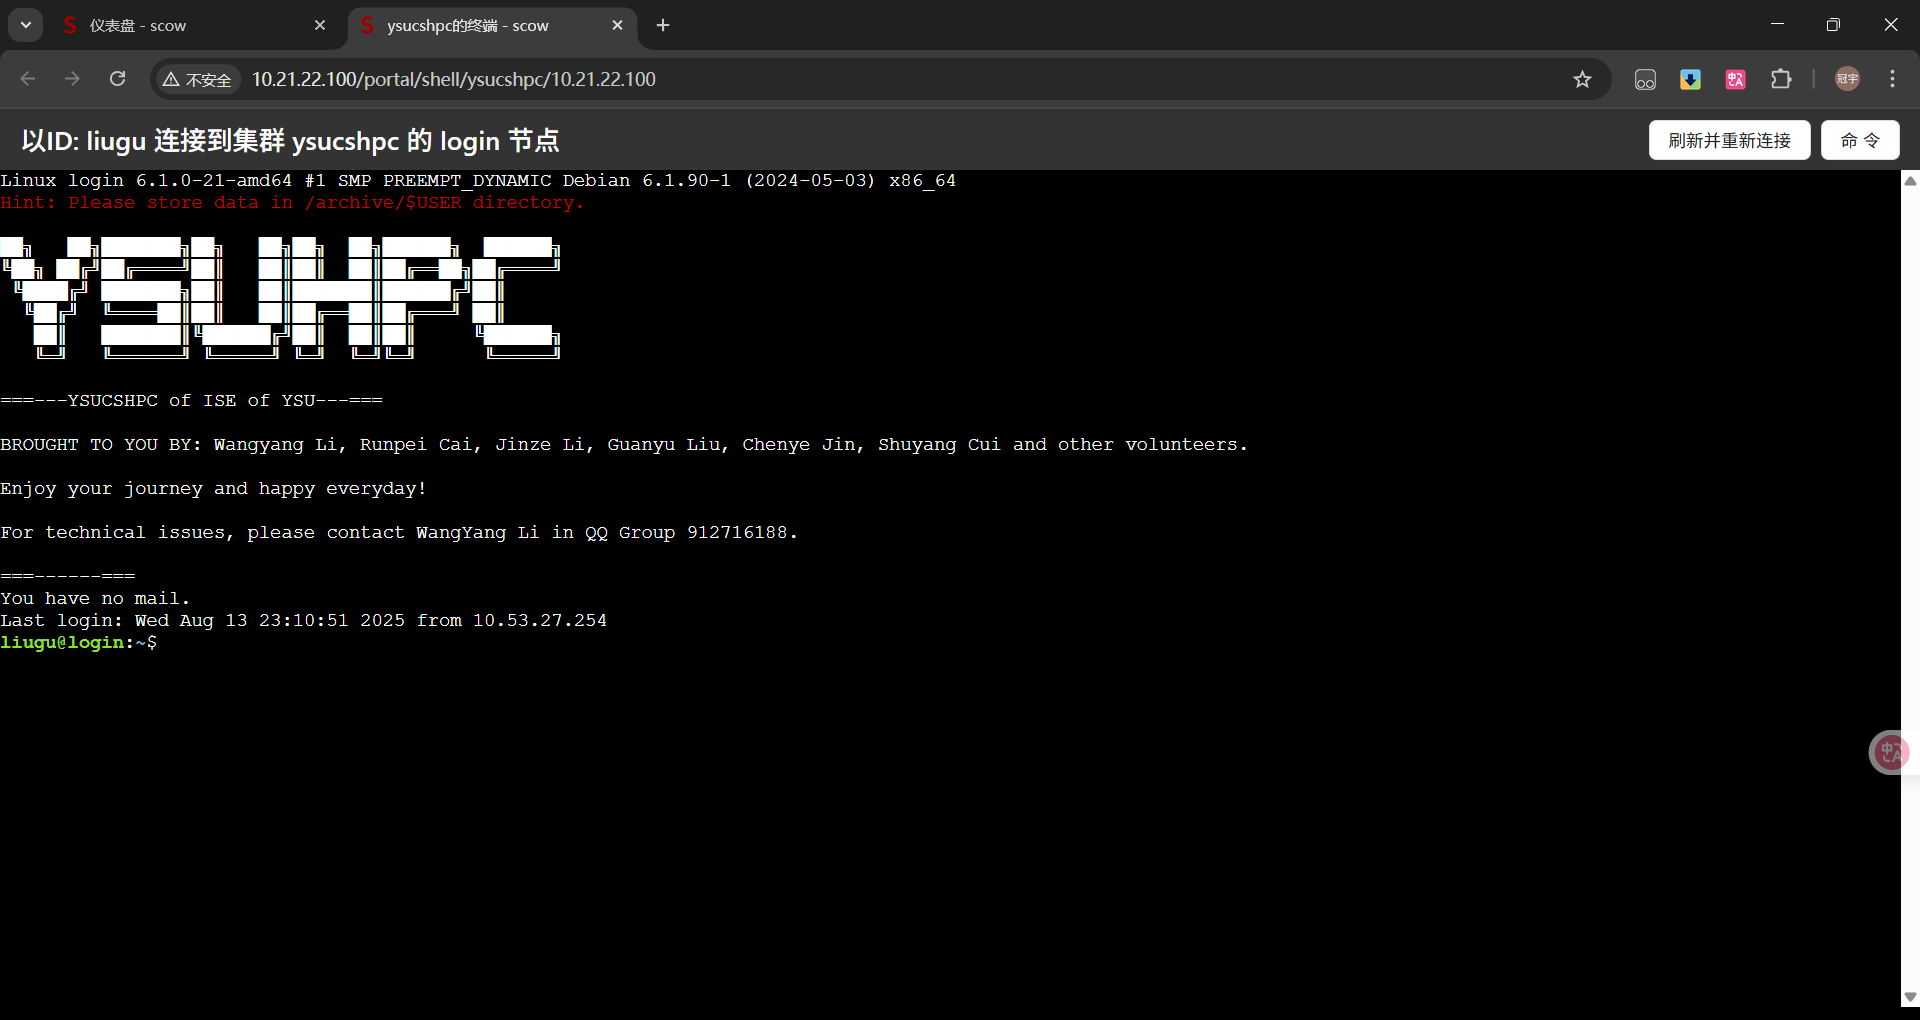 仪表盘 - scow
ysucshpc的终端 - scow
不安全
10.21.22.100/portal/shell/ysucshpc/10.21.22.100
冠宇
以ID: liugu 连接到集群 ysucshpc 的 login 节点
刷新并重新连接
命 令
Linux login 6.1.0-21-amd64 #1 SMP PREEMPT_DYNAMIC Debian 6.1.90-1 (2024-05-03) x86_64
Hint: Please store data in /archive/$USER directory.
YSUHPC
===---YSUCSHPC of ISE of YSU---===
BROUGHT TO YOU BY: Wangyang Li, Runpei Cai, Jinze Li, Guanyu Liu, Chenye Jin, Shuyang Cui and other volunteers.
Enjoy your journey and happy everyday!
For technical issues, please contact WangYang Li in QQ Group 912716188.
===------===
You have no mail.
Last login: Wed Aug 13 23:10:51 2025 from 10.53.27.254
liugu@login:~$